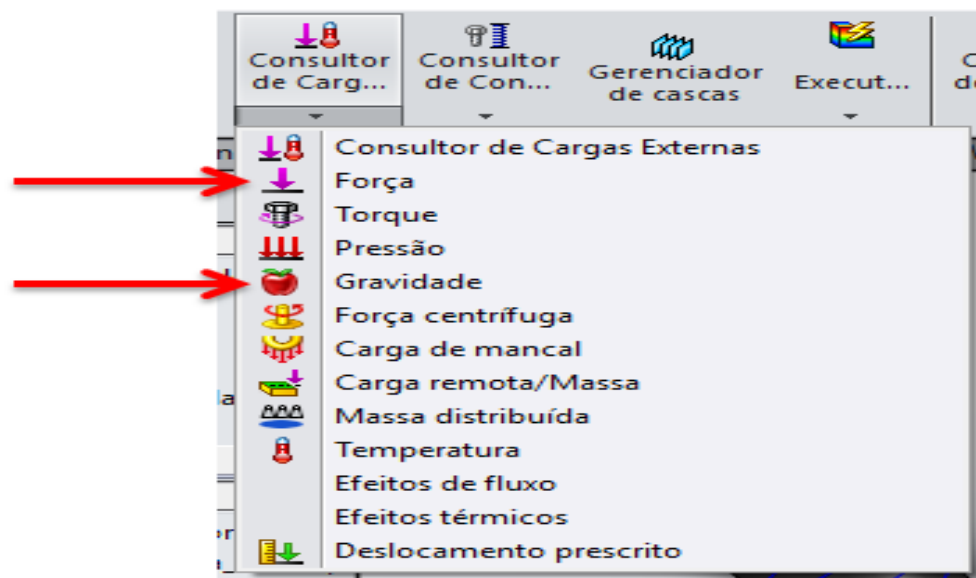 Consultor
de Carg...
Consultor
de Con...
Gerenciador
de cascas
Execut...
Consultor de Cargas Externas
Força
Torque
Pressão
Gravidade
Força centrífuga
Carga de mancal
Carga remota/Massa
Massa distribuída
Temperatura
Efeitos de fluxo
Efeitos térmicos
Deslocamento prescrito